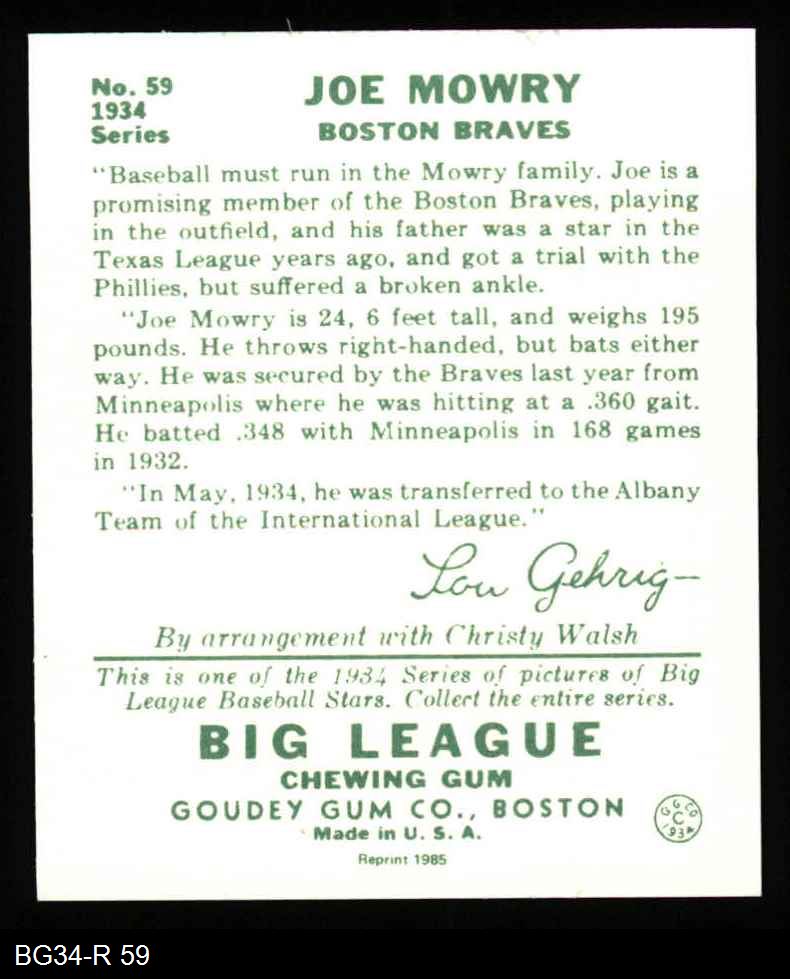 No. 59
1934
Series
JOE MOWRY
BOSTON BRAVES
"Baseball must run in the Mowry family. Joe is a
promising member of the Boston Braves, playing
in the outfield, and his father was a star in the
Texas League years ago, and got a trial with the
Phillies, but suffered a broken ankle.
"Joe Mowry is 24, 6 feet tall, and weighs 195
pounds. He throws right-handed, but bats either
way. He was secured by the Braves last year from
Minneapolis where he was hitting at a .360 gait.
He batted .348 with Minneapolis in 168 games
in 1932.
"In May, 1934, he was transferred to the Albany
Team of the International League."
Lou Gehrig—
By arrangement with Christy Walsh
This is one of the 1934 Series of pictures of Big
League Baseball Stars. Collect the entire series.
BIG LEAGUE
CHEWING GUM
GOUDEY GUM CO., BOSTON
Made in U. S. A.
Reprint 1985
G G CO
C
1934
BG34-R 59